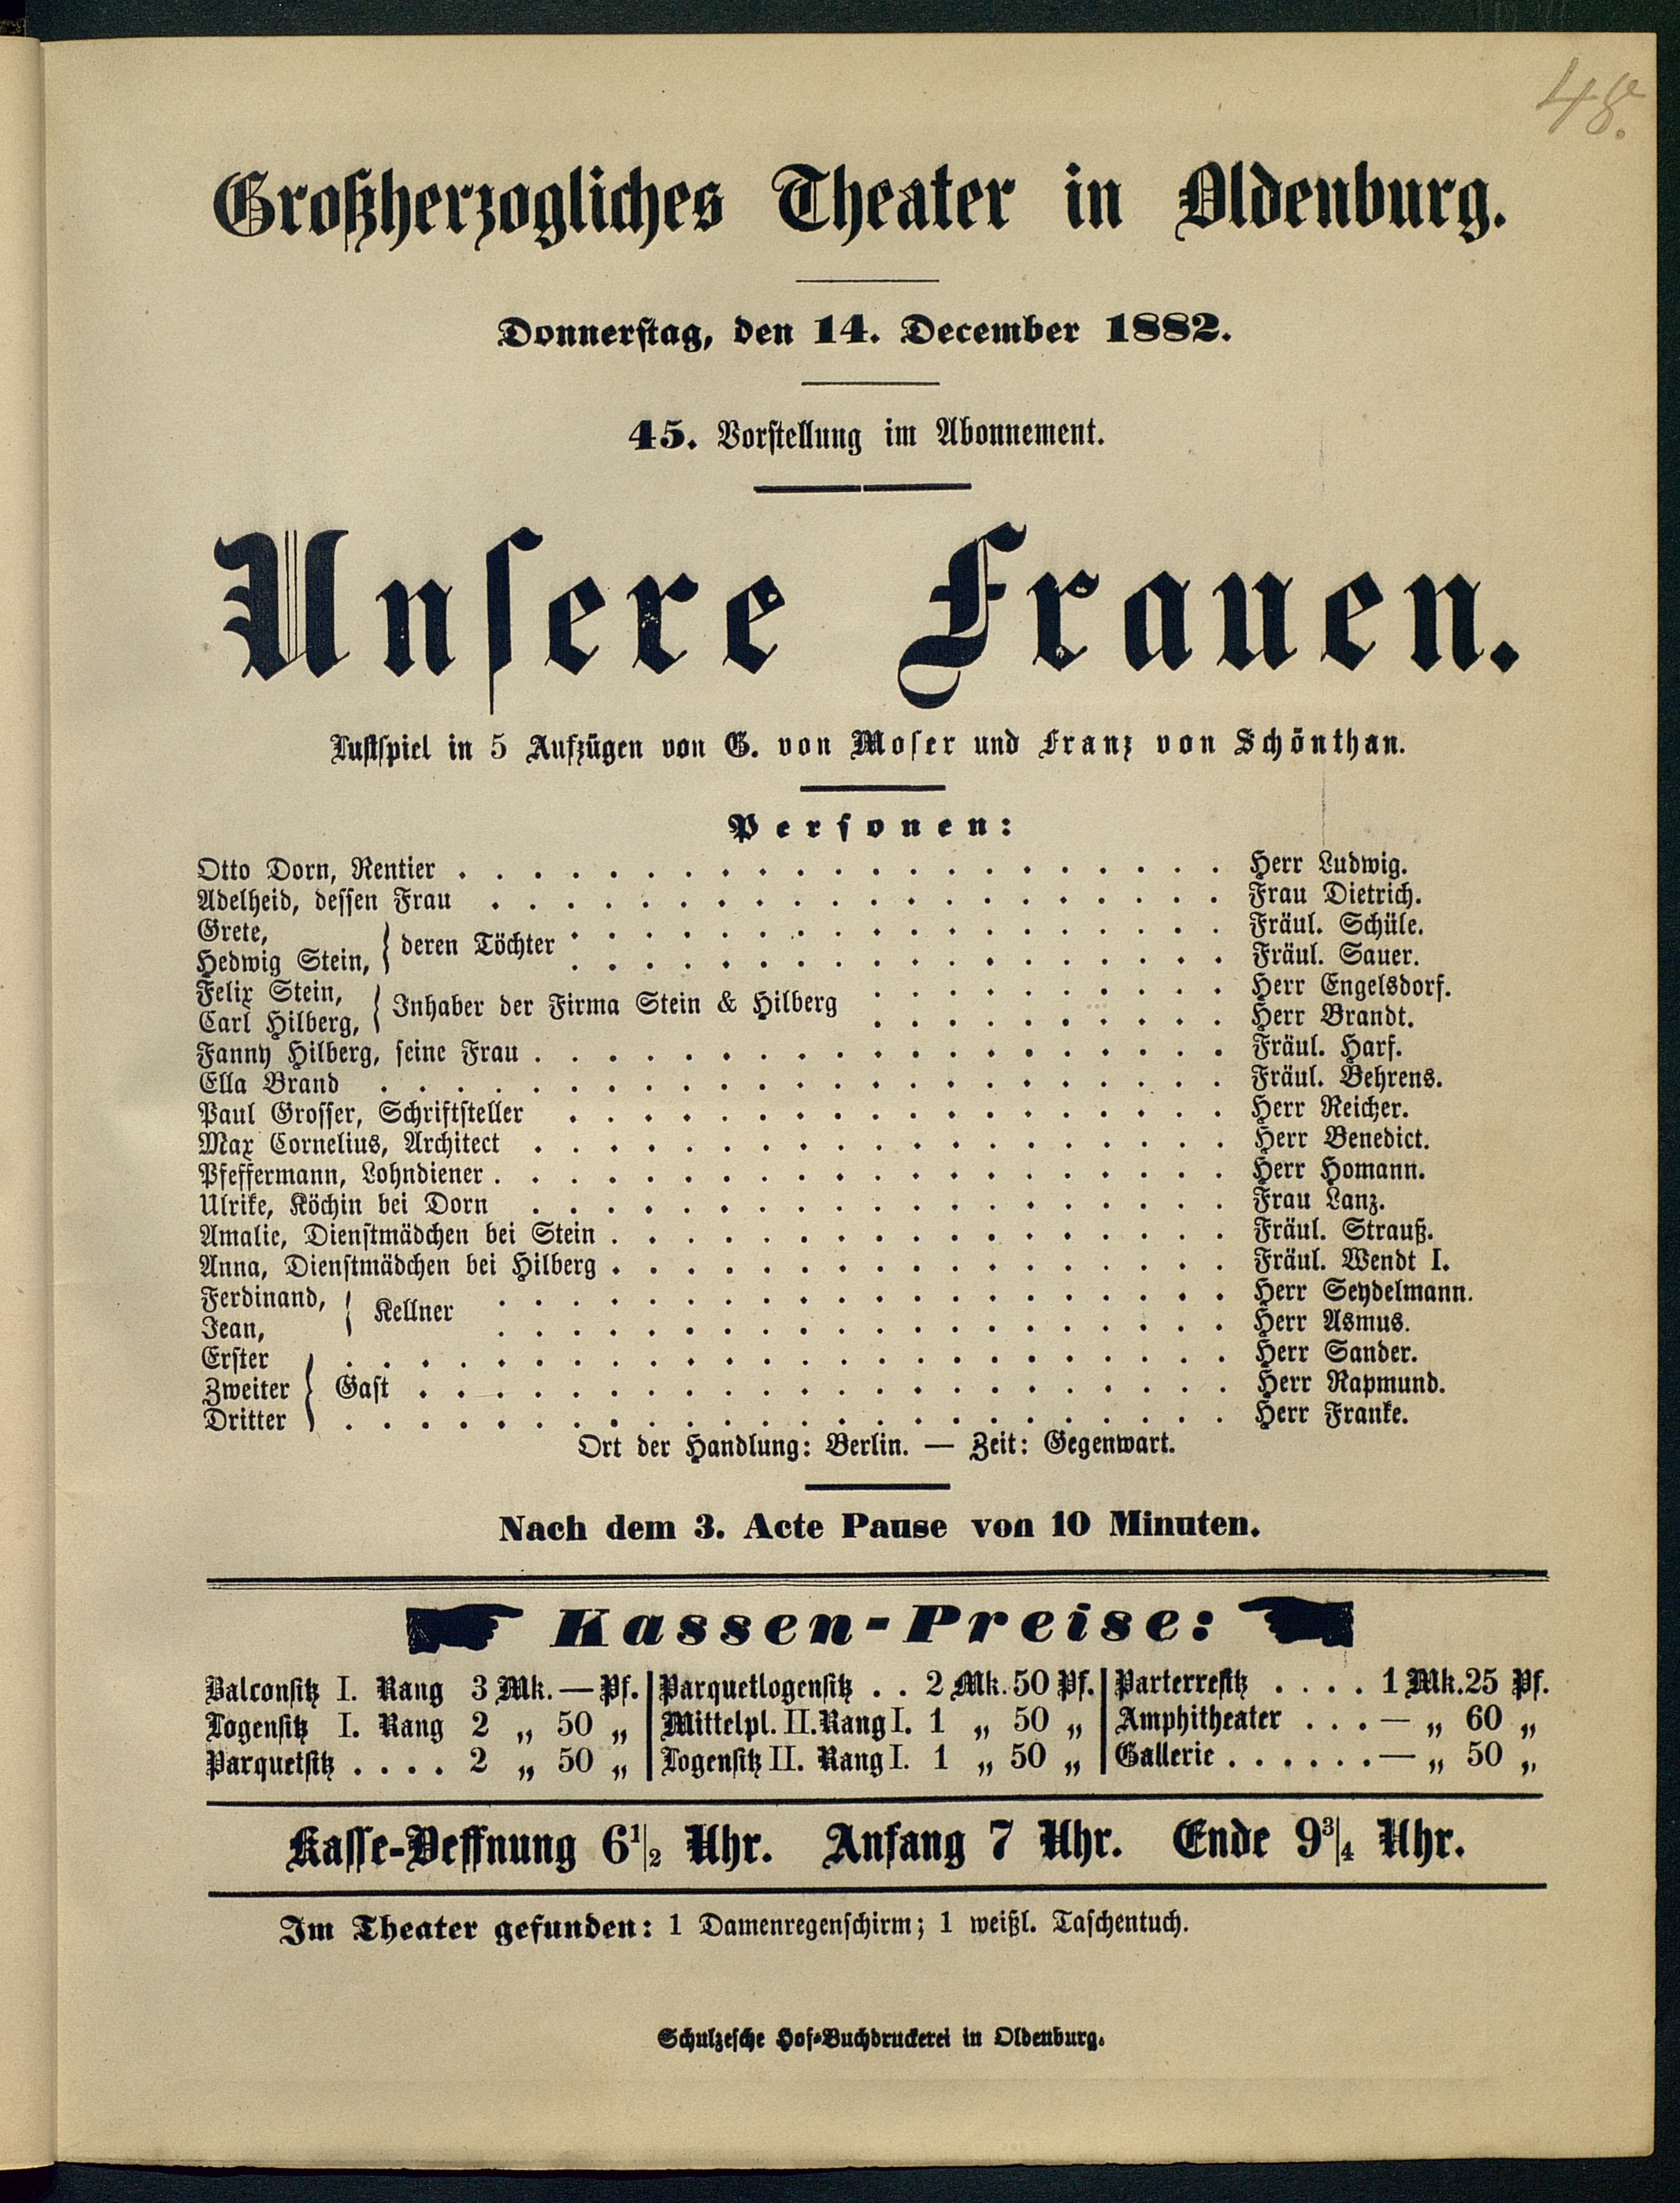 48.
Großherzogliches Theater in Oldenburg.
Donnerstag, den 14. December 1882.
45. Vorstellung im Abonnement.
Unsere Frauen.
Lustspiel in 5 Aufzügen von G. von Moser und Franz von Schönthan.
Personen:
Otto Dorn, Rentier . . . . . Herr Ludwig.
Adelheid, dessen Frau . . . . . Frau Dietrich.
Grete, } deren Töchter . . . . . Fräul. Schüle.
Hedwig Stein, } . . . . . Fräul. Sauer.
Felix Stein, } Inhaber der Firma Stein & Hilberg . . . . . Herr Engelsdorf.
Carl Hilberg, } . . . . . Herr Brandt.
Fanny Hilberg, seine Frau . . . . . Fräul. Harf.
Ella Brand . . . . . Fräul. Behrens.
Paul Grosser, Schriftsteller . . . . . Herr Reicher.
Max Cornelius, Architect . . . . . Herr Benedict.
Pfeffermann, Lohndiener . . . . . Herr Homann.
Ulrike, Köchin bei Dorn . . . . . Frau Lanz.
Amalie, Dienstmädchen bei Stein . . . . . Fräul. Strauß.
Anna, Dienstmädchen bei Hilberg . . . . . Fräul. Wendt I.
Ferdinand, } Kellner . . . . . Herr Seydelmann.
Jean, } . . . . . Herr Asmus.
Erster } . . . . . Herr Sander.
Zweiter } Gast . . . . . Herr Rapmund.
Dritter } . . . . . Herr Franke.
Ort der Handlung: Berlin. — Zeit: Gegenwart.
Nach dem 3. Acte Pause von 10 Minuten.
Kassen-Preise:
Balconsitz I. Rang 3 Mk. — Pf. | Parquetlogensitz . . 2 Mk. 50 Pf. | Parterresitz . . . . 1 Mk. 25 Pf.
Logensitz I. Rang 2 „ 50 „ | Mittelpl. II. Rang I. 1 „ 50 „ | Amphitheater . . . — „ 60 „
Parquetsitz . . . . 2 „ 50 „ | Logensitz II. Rang I. 1 „ 50 „ | Gallerie . . . . . . — „ 50 „
Kasse-Oeffnung 6 1/2 Uhr. Anfang 7 Uhr. Ende 9 3/4 Uhr.
Im Theater gefunden: 1 Damenregenschirm; 1 weißl. Taschentuch.
Schulzesche Hof-Buchdruckerei in Oldenburg.